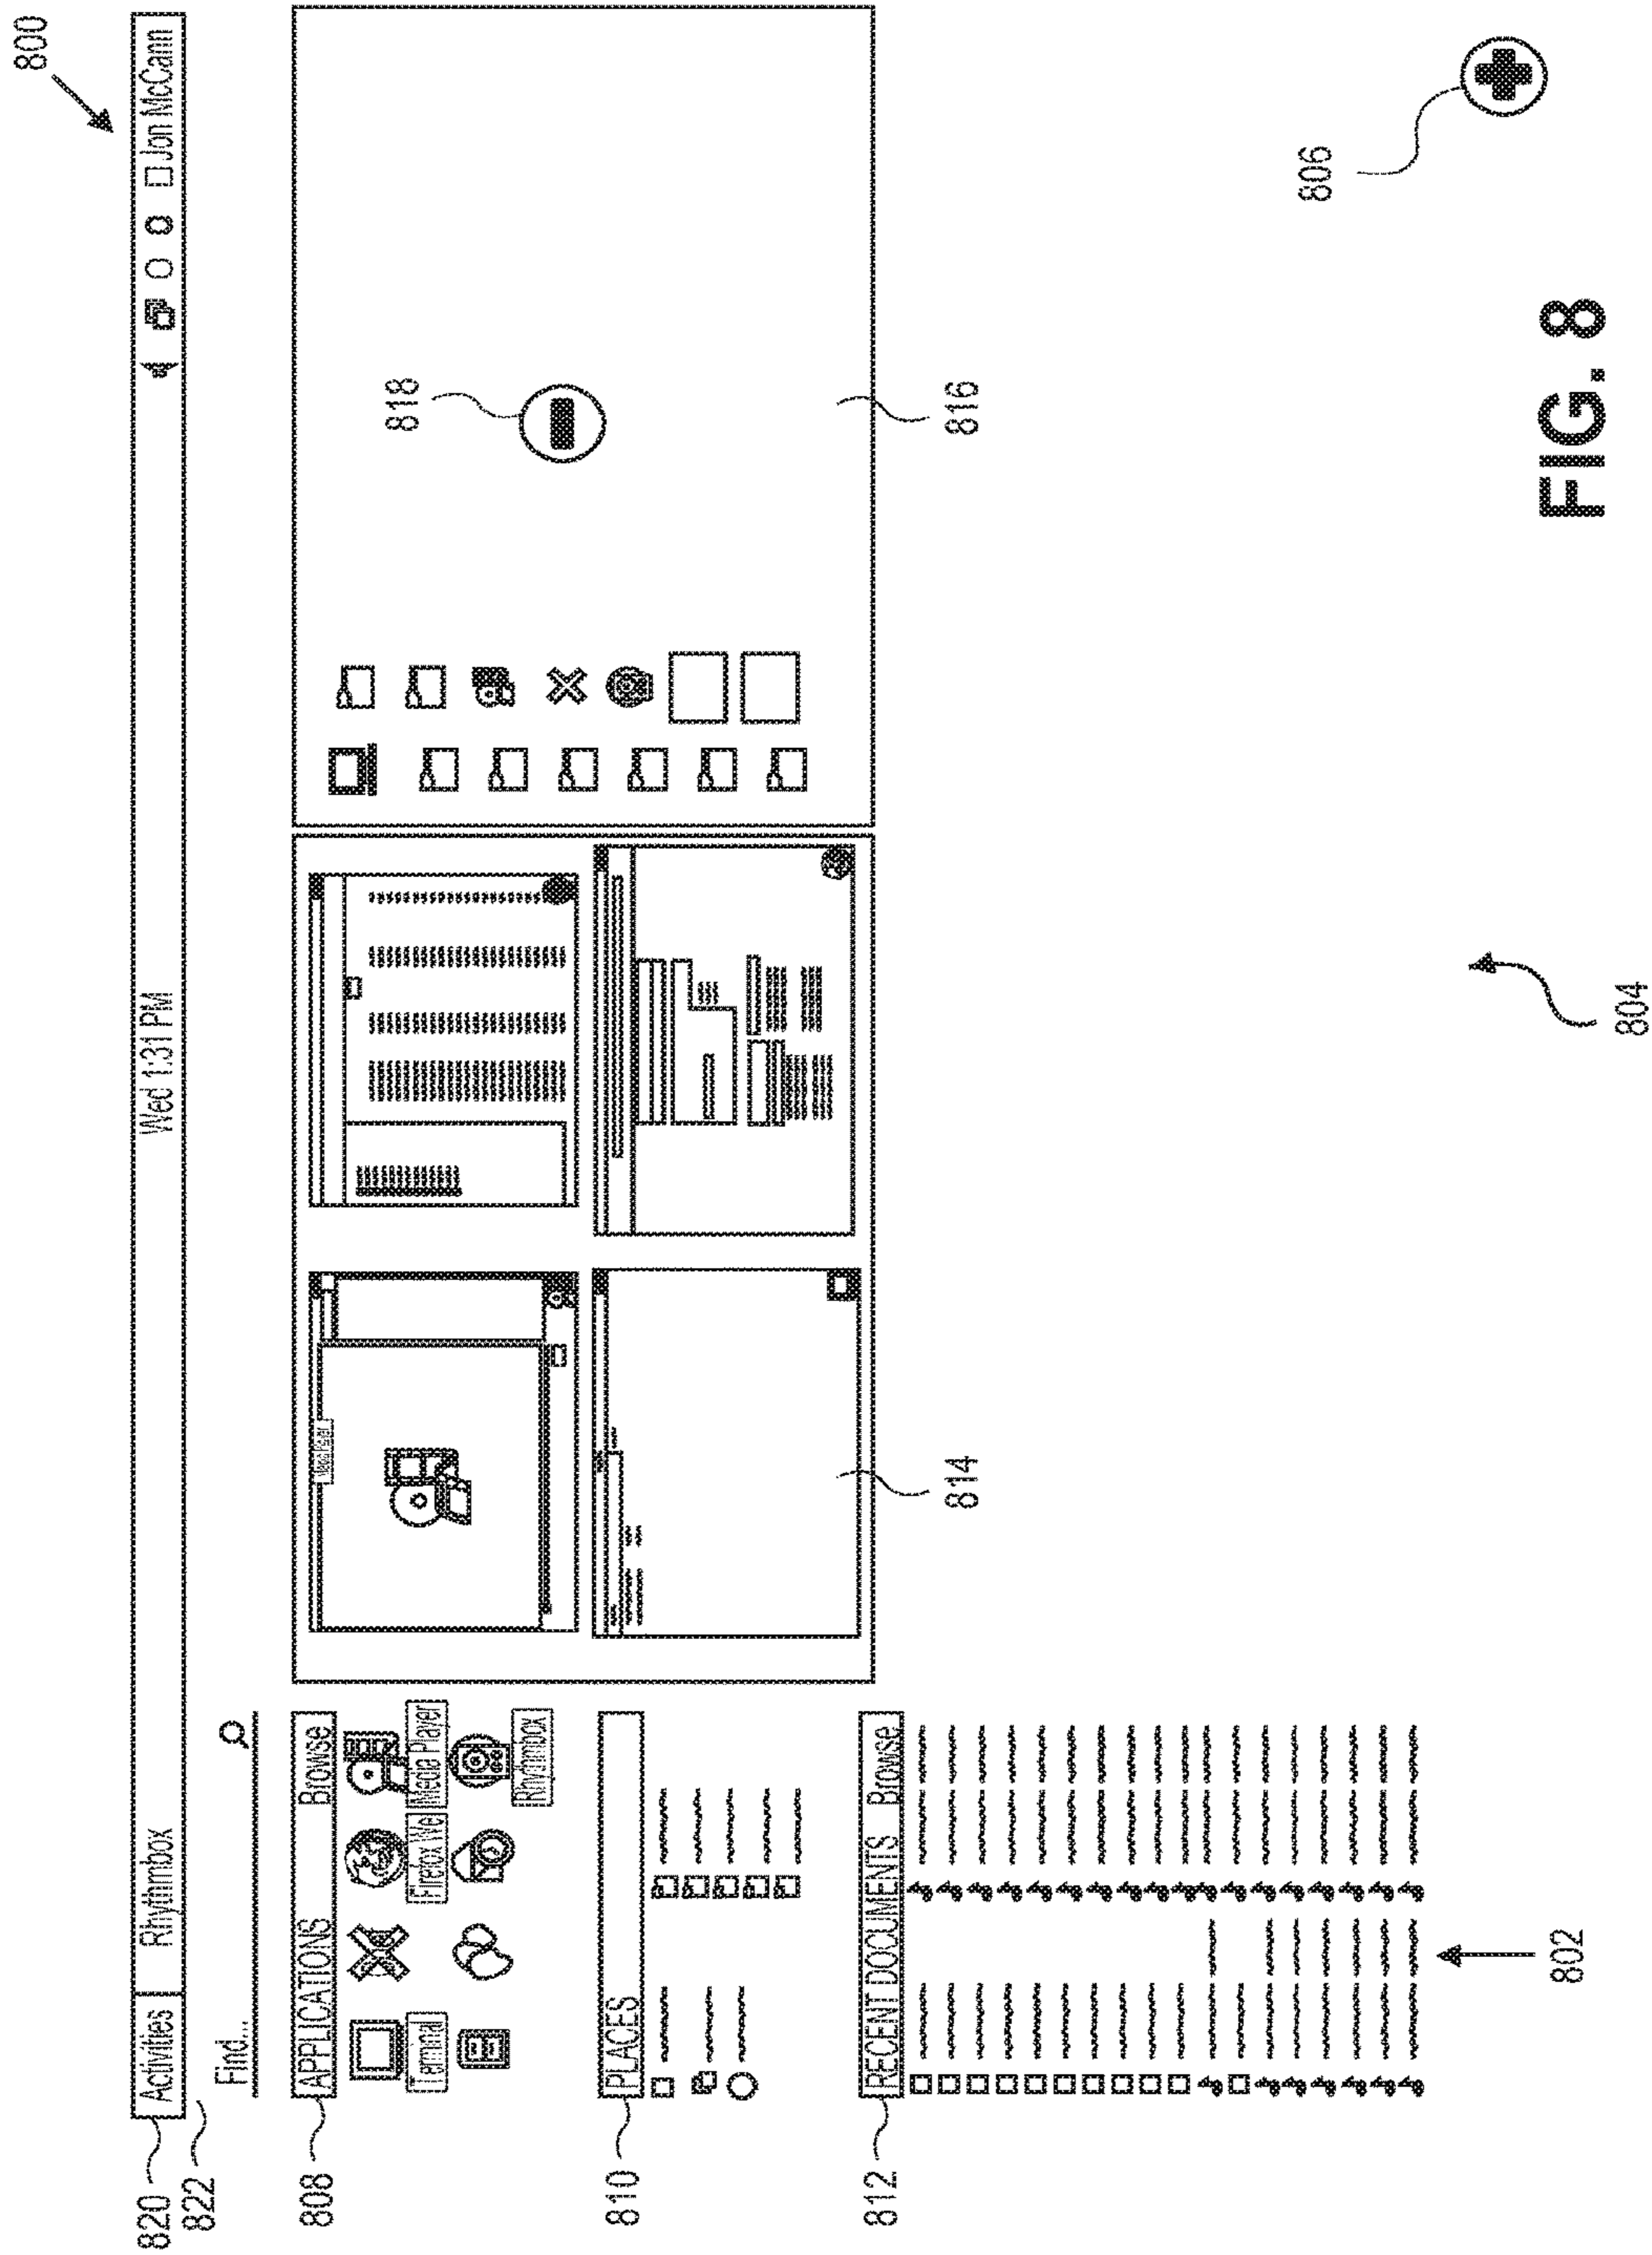 800
Activities Rhythmbox Wed 1:31 PM Jon McCann
820
822
Find...
808
APPLICATIONS Browse
Terminal Firefox We Media Player
Rhythmbox
810
PLACES
812
RECENT DOCUMENTS Browse
802
814
818
816
804
806
FIG. 8